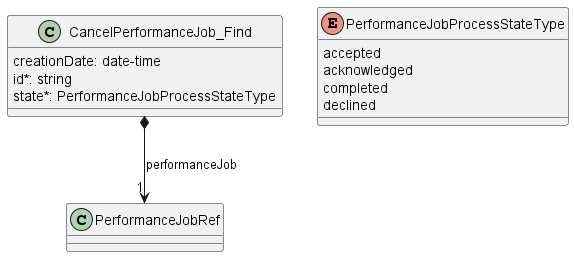 C CancelPerformanceJob_Find
creationDate: date-time
id*: string
state*: PerformanceJobProcessStateType
E PerformanceJobProcessStateType
accepted
acknowledged
completed
declined
performanceJob
1
C PerformanceJobRef